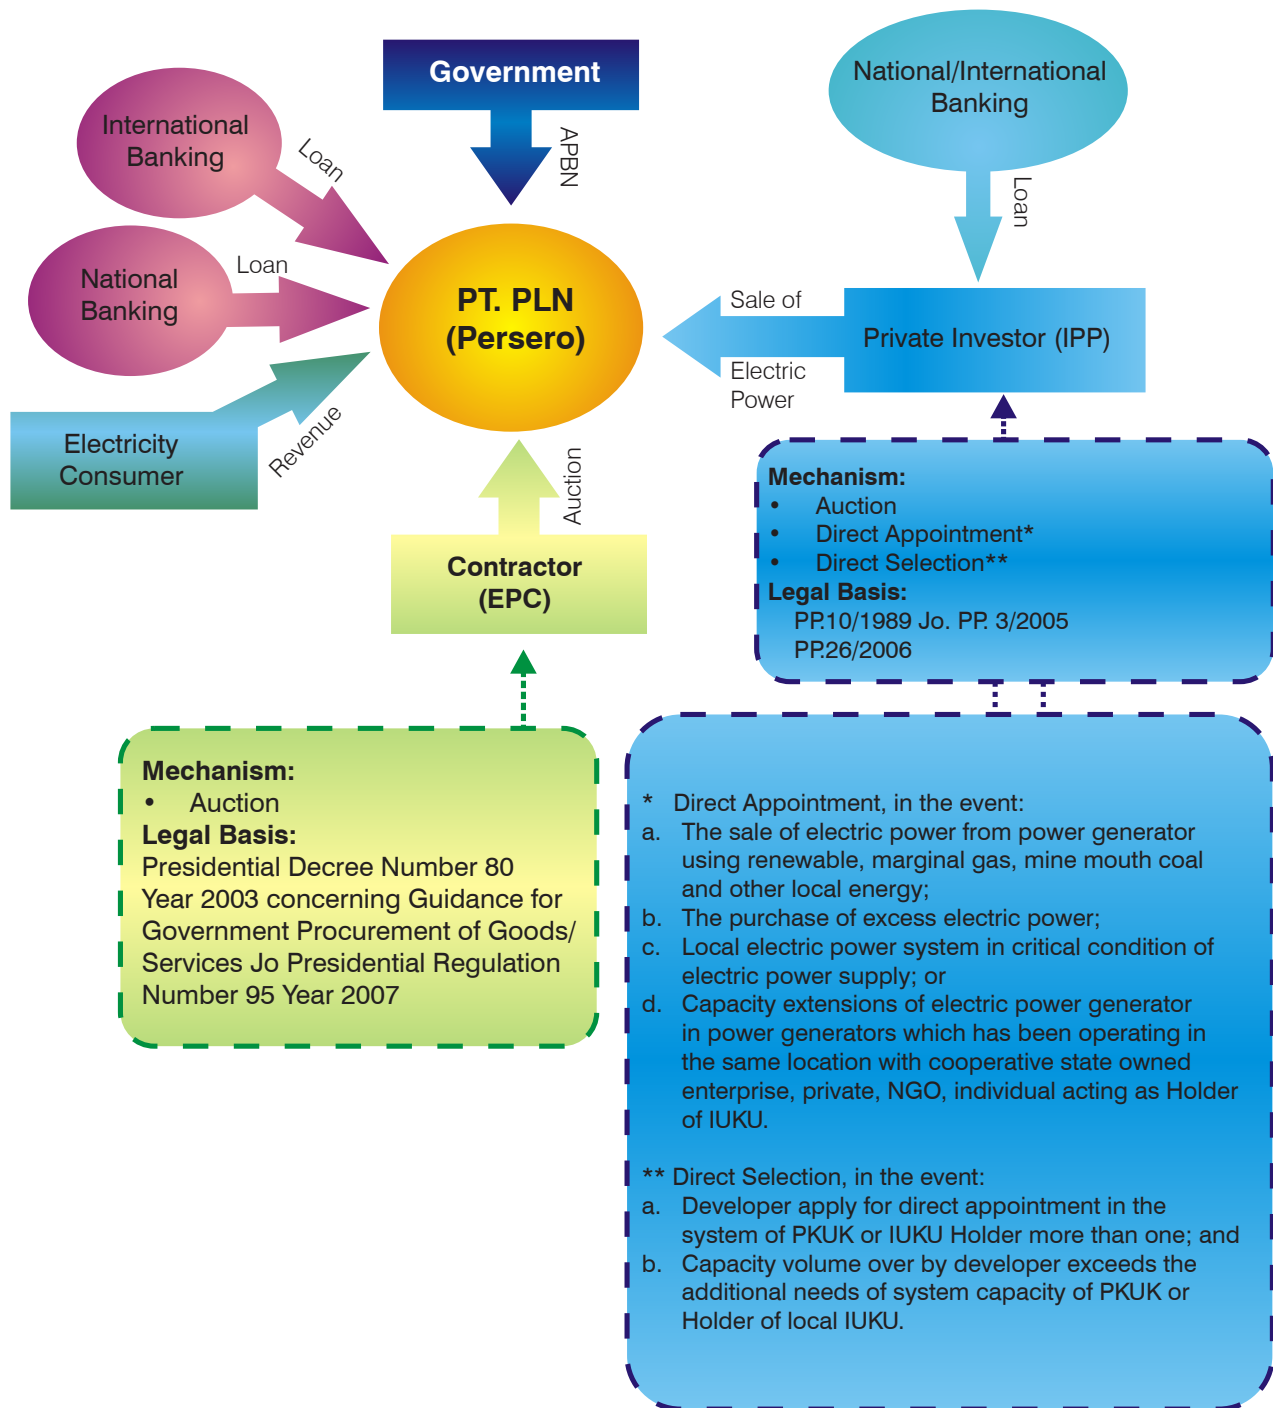 Government
APBN
National/International
Banking
Loan
International
Banking
Loan
National
Banking
Loan
PT. PLN
(Persero)
Sale of
Electric
Power
Private Investor (IPP)
Electricity
Consumer
Revenue
Auction
Contractor
(EPC)
Mechanism:
• Auction
• Direct Appointment*
• Direct Selection**
Legal Basis:
PP.10/1989 Jo. PP. 3/2005
PP.26/2006
Mechanism:
• Auction
Legal Basis:
Presidential Decree Number 80
Year 2003 concerning Guidance for
Government Procurement of Goods/
Services Jo Presidential Regulation
Number 95 Year 2007
* Direct Appointment, in the event:
a. The sale of electric power from power generator
using renewable, marginal gas, mine mouth coal
and other local energy;
b. The purchase of excess electric power;
c. Local electric power system in critical condition of
electric power supply; or
d. Capacity extensions of electric power generator
in power generators which has been operating in
the same location with cooperative state owned
enterprise, private, NGO, individual acting as Holder
of IUKU.
** Direct Selection, in the event:
a. Developer apply for direct appointment in the
system of PKUK or IUKU Holder more than one; and
b. Capacity volume over by developer exceeds the
additional needs of system capacity of PKUK or
Holder of local IUKU.